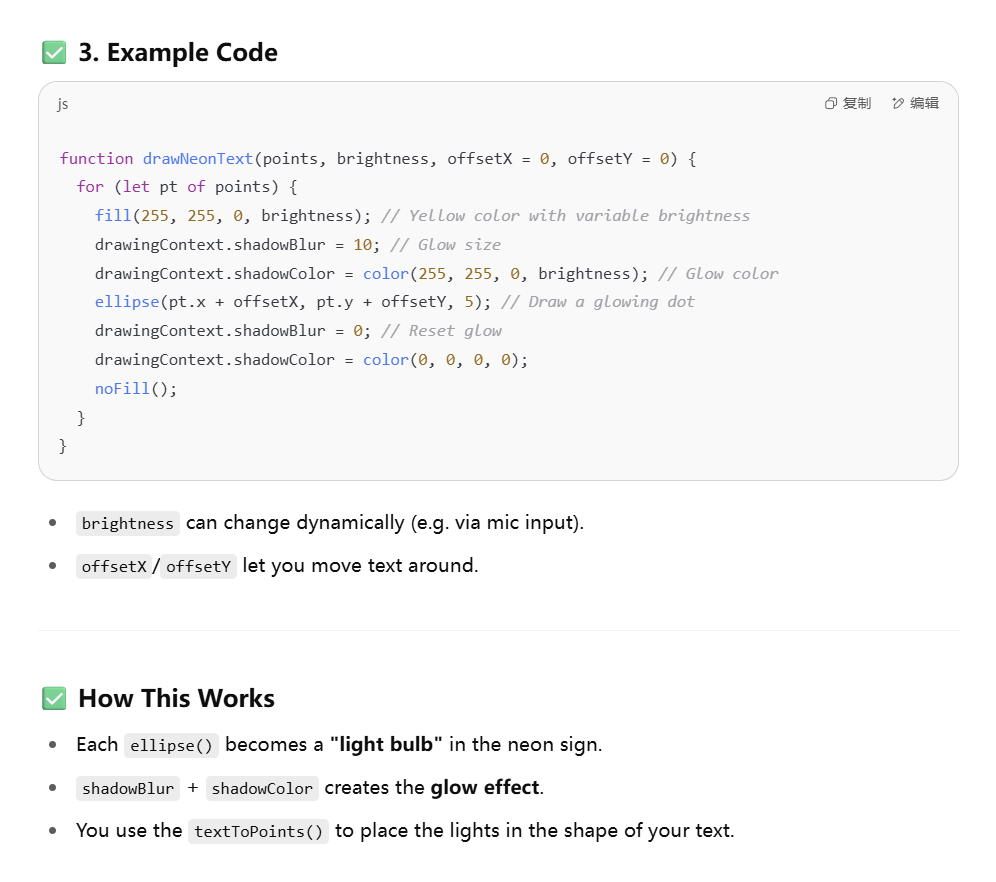 ✅ 3. Example Code
js 复制 编辑
function drawNeonText(points, brightness, offsetX = 0, offsetY = 0) {
  for (let pt of points) {
    fill(255, 255, 0, brightness); // Yellow color with variable brightness
    drawingContext.shadowBlur = 10; // Glow size
    drawingContext.shadowColor = color(255, 255, 0, brightness); // Glow color
    ellipse(pt.x + offsetX, pt.y + offsetY, 5); // Draw a glowing dot
    drawingContext.shadowBlur = 0; // Reset glow
    drawingContext.shadowColor = color(0, 0, 0, 0);
    noFill();
  }
}
• brightness can change dynamically (e.g. via mic input).
• offsetX/offsetY let you move text around.
✅ How This Works
• Each ellipse() becomes a "light bulb" in the neon sign.
• shadowBlur + shadowColor creates the glow effect.
• You use the textToPoints() to place the lights in the shape of your text.